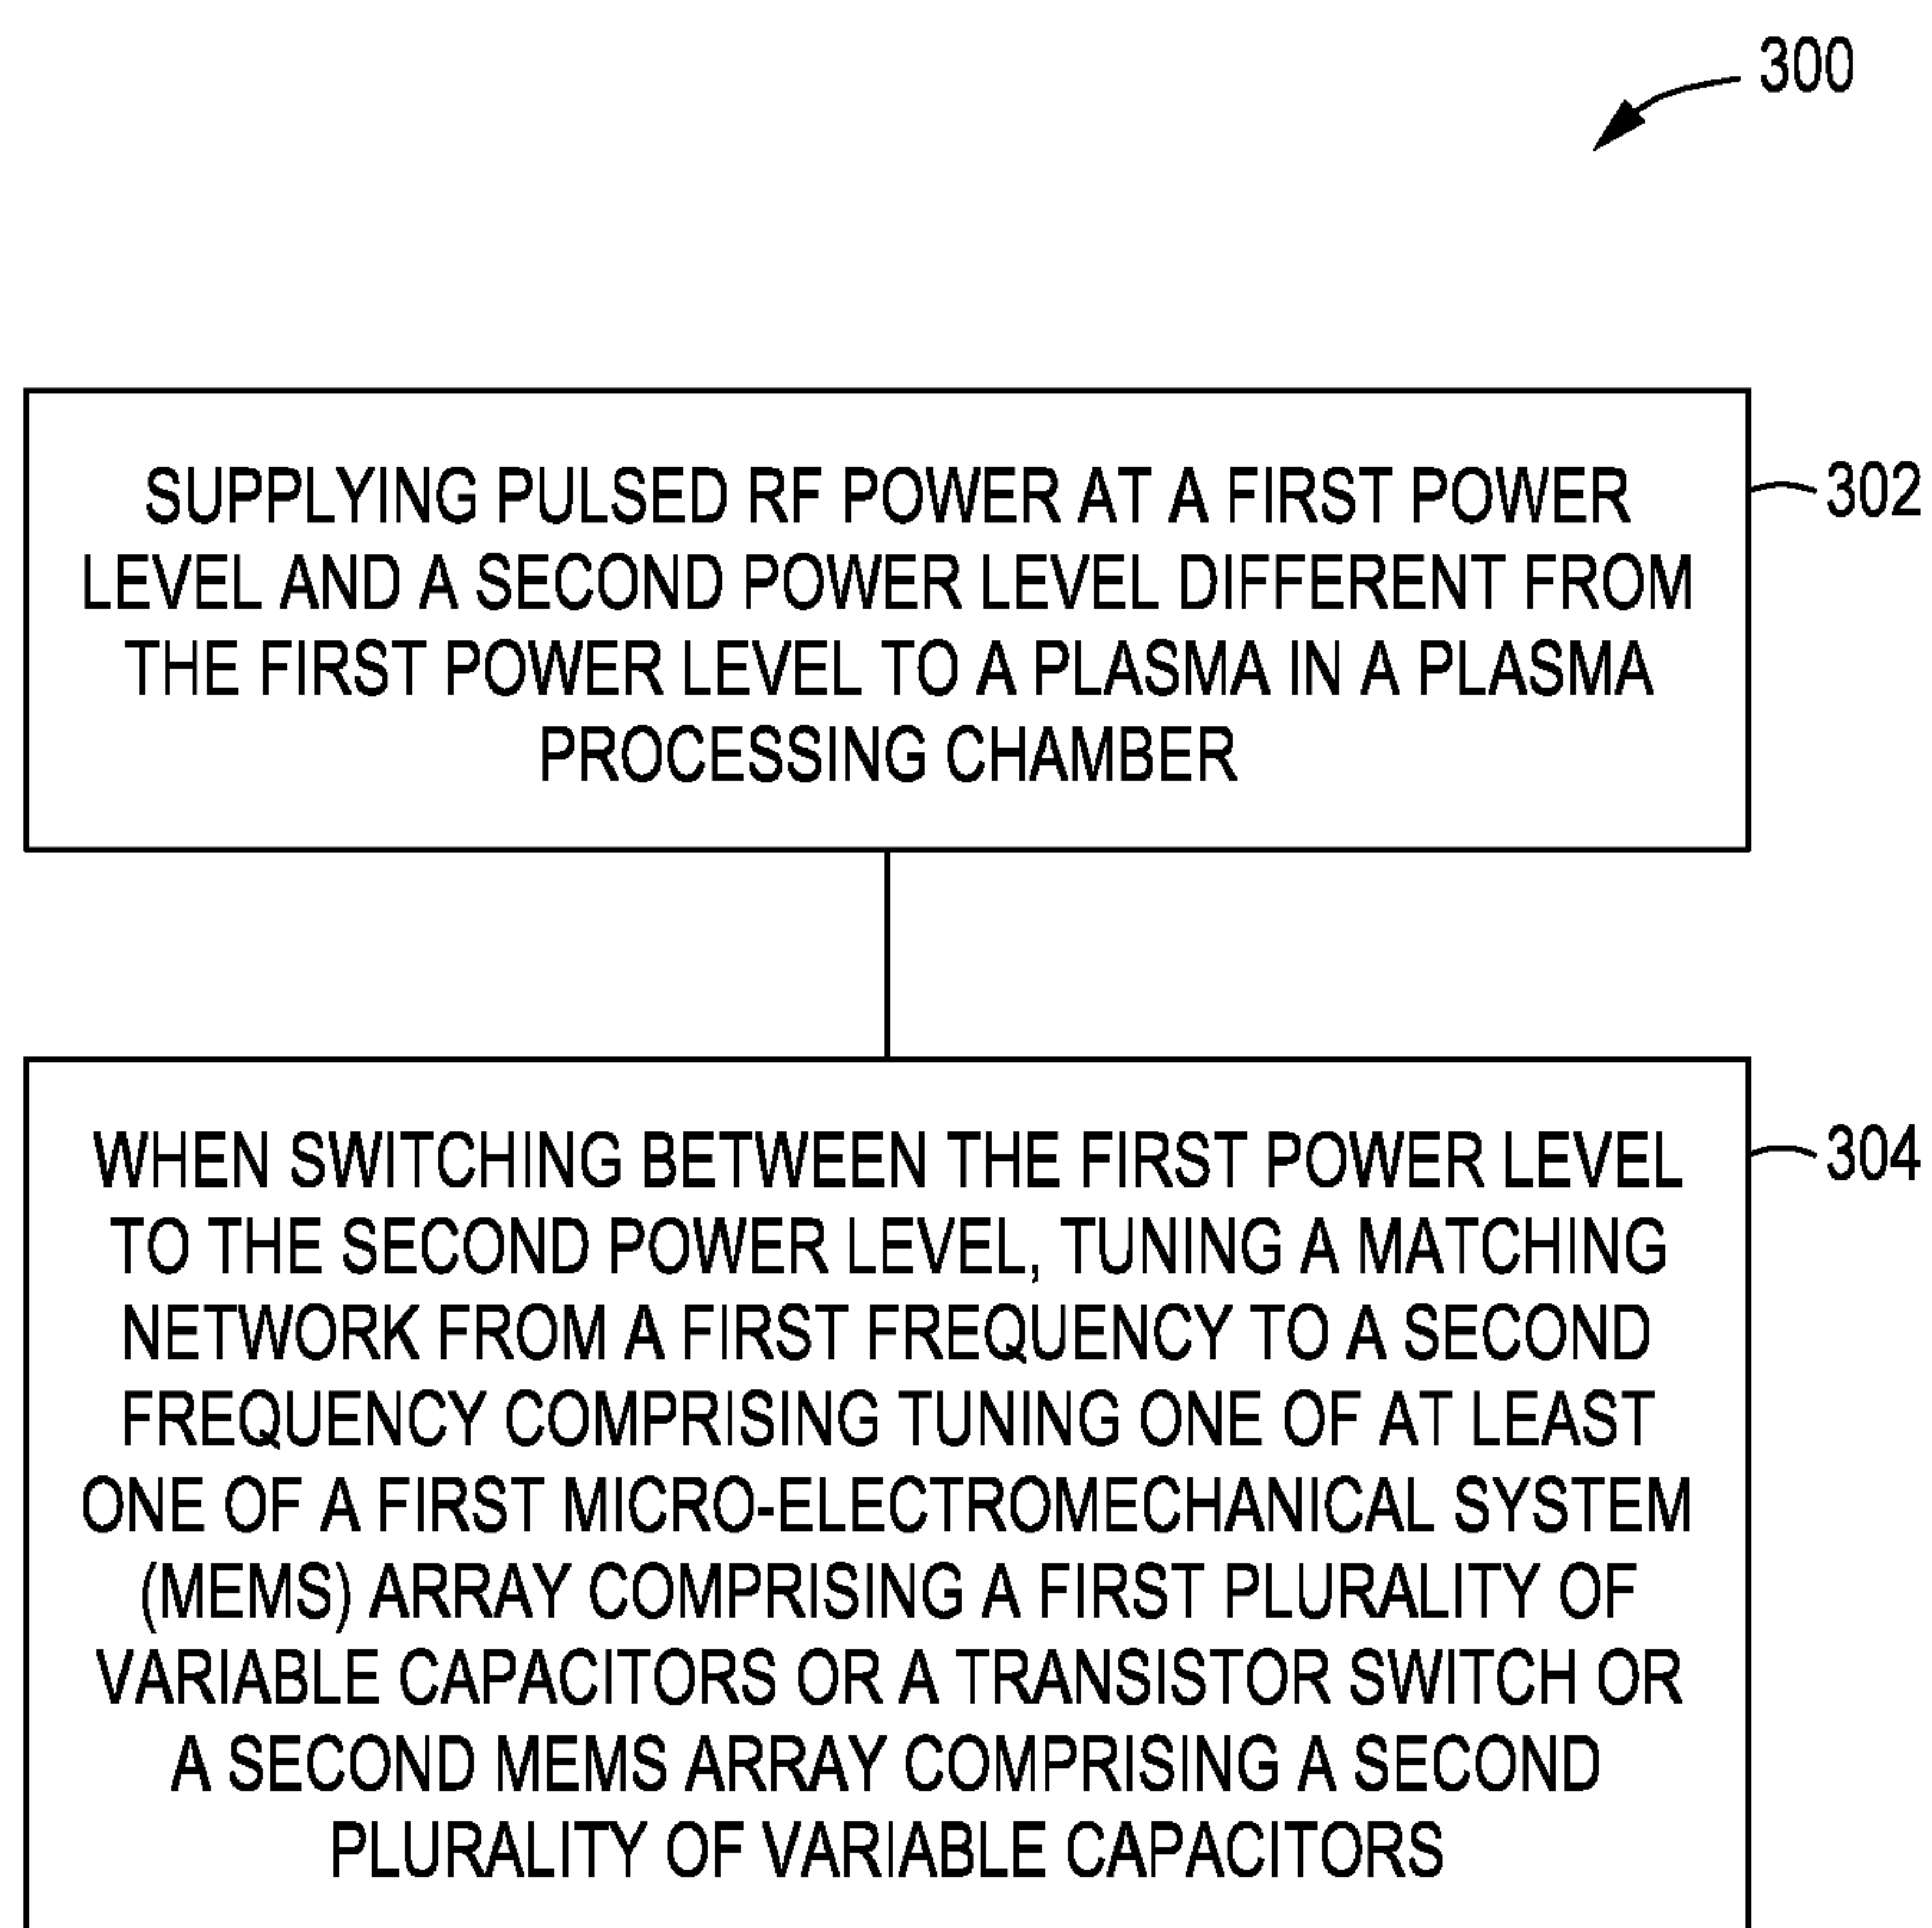 300
SUPPLYING PULSED RF POWER AT A FIRST POWER
LEVEL AND A SECOND POWER LEVEL DIFFERENT FROM
THE FIRST POWER LEVEL TO A PLASMA IN A PLASMA
PROCESSING CHAMBER
302
WHEN SWITCHING BETWEEN THE FIRST POWER LEVEL
TO THE SECOND POWER LEVEL, TUNING A MATCHING
NETWORK FROM A FIRST FREQUENCY TO A SECOND
FREQUENCY COMPRISING TUNING ONE OF AT LEAST
ONE OF A FIRST MICRO-ELECTROMECHANICAL SYSTEM
(MEMS) ARRAY COMPRISING A FIRST PLURALITY OF
VARIABLE CAPACITORS OR A TRANSISTOR SWITCH OR
A SECOND MEMS ARRAY COMPRISING A SECOND
PLURALITY OF VARIABLE CAPACITORS
304